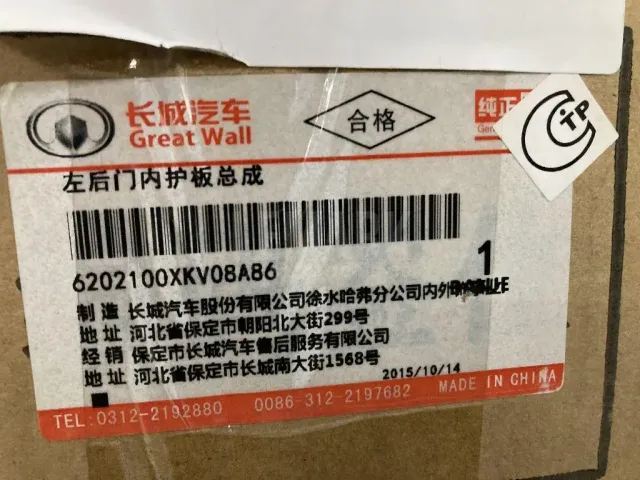 长城汽车
Great Wall
合格
纯正
Gen
СТР
左后门内护板总成
6202100XKV08A86
1
制造 长城汽车股份有限公司徐水哈弗分公司内外
地址 河北省保定市朝阳北大街299号
经销 保定市长城汽车售后服务有限公司
地址 河北省保定市长城南大街1568号
2015/10/14
TEL:0312-2192880 0086-312-2197682 MADE IN CHINA